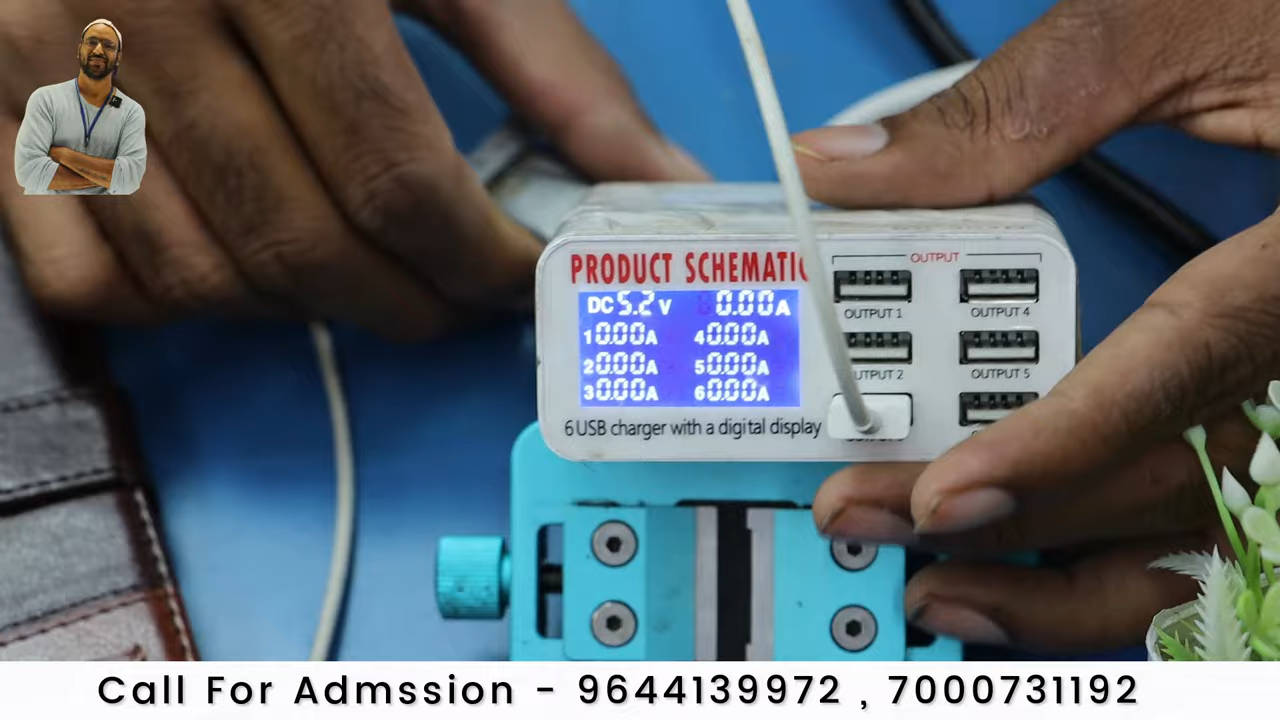 PRODUCT SCHEMATIC
DC 5.2 V 0.00A
1 0.00A 4 0.00A
2 0.00A 5 0.00A
3 0.00A 6 0.00A
6 USB charger with a digital display
OUTPUT
OUTPUT 1 OUTPUT 4
OUTPUT 2 OUTPUT 5
Call For Admssion - 9644139972 , 7000731192